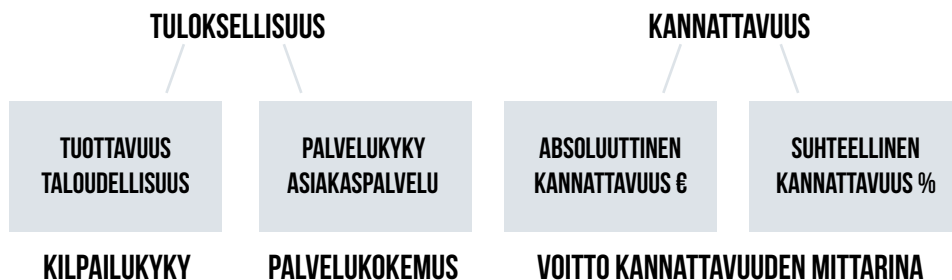 TULOKSELLISUUS
KANNATTAVUUS
TUOTTAVUUS
TALOUDELLISUUS
PALVELUKYKY
ASIAKASPALVELU
ABSOLUUTTINEN
KANNATTAVUUS €
SUHTEELLINEN
KANNATTAVUUS %
KILPAILUKYKY
PALVELUKOKEMUS
VOITTO KANNATTAVUUDEN MITTARINA